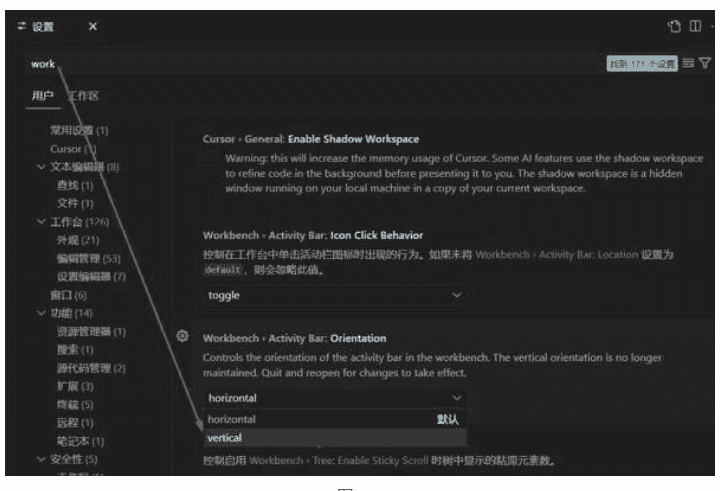 设置
work
找到 171 个设置
用户 工作区
常用设置 (1)
Cursor (1)
文本编辑器 (8)
查找 (1)
文件 (1)
工作台 (126)
外观 (21)
编辑管理 (53)
设置编辑器 (7)
窗口 (6)
功能 (14)
资源管理器 (1)
搜索 (1)
源代码管理 (2)
扩展 (3)
终端 (5)
远程 (1)
笔记本 (1)
安全性 (5)
Cursor › General: Enable Shadow Workspace
Warning: this will increase the memory usage of Cursor. Some AI features use the shadow workspace
to refine code in the background before presenting it to you. The shadow workspace is a hidden
window running on your local machine in a copy of your current workspace.
Workbench › Activity Bar: Icon Click Behavior
控制在工作台中单击活动栏图标时出现的行为。如果未将 Workbench › Activity Bar: Location 设置为
default，则会忽略此值。
toggle
Workbench › Activity Bar: Orientation
Controls the orientation of the activity bar in the workbench. The vertical orientation is no longer
maintained. Quit and reopen for changes to take effect.
horizontal
horizontal 默认
vertical
控制启用 Workbench › Tree: Enable Sticky Scroll 时树中显示的粘滞元素数。